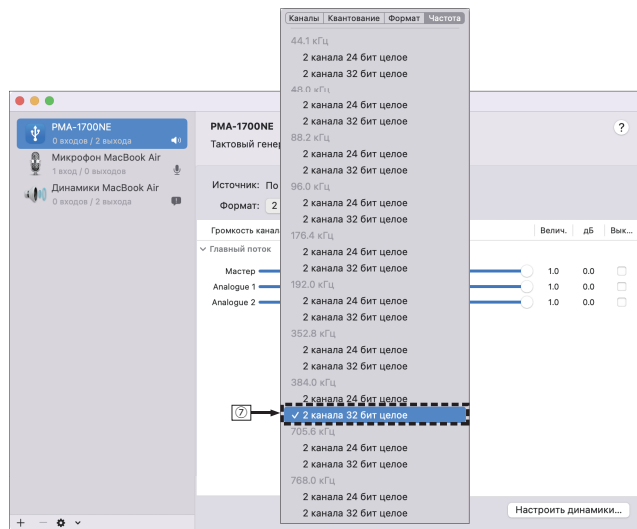 Каналы Квантование Формат Частота
44.1 кГц
2 канала 24 бит целое
2 канала 32 бит целое
48.0 кГц
2 канала 24 бит целое
2 канала 32 бит целое
88.2 кГц
2 канала 24 бит целое
2 канала 32 бит целое
96.0 кГц
2 канала 24 бит целое
2 канала 32 бит целое
176.4 кГц
2 канала 24 бит целое
2 канала 32 бит целое
192.0 кГц
2 канала 24 бит целое
2 канала 32 бит целое
352.8 кГц
2 канала 24 бит целое
2 канала 32 бит целое
384.0 кГц
2 канала 24 бит целое
⑦ ✓ 2 канала 32 бит целое
705.6 кГц
2 канала 24 бит целое
2 канала 32 бит целое
768.0 кГц
2 канала 24 бит целое
2 канала 32 бит целое
PMA-1700NE
0 входов / 2 выхода
Микрофон MacBook Air
1 вход / 0 выходов
Динамики MacBook Air
0 входов / 2 выхода
PMA-1700NE
?
Тактовый гене
Источник: По
Формат: 2
Громкость канал Велич. дБ Вык...
Главный поток
Мастер 1.0 0.0
Analogue 1 1.0 0.0
Analogue 2 1.0 0.0
Настроить динамики...